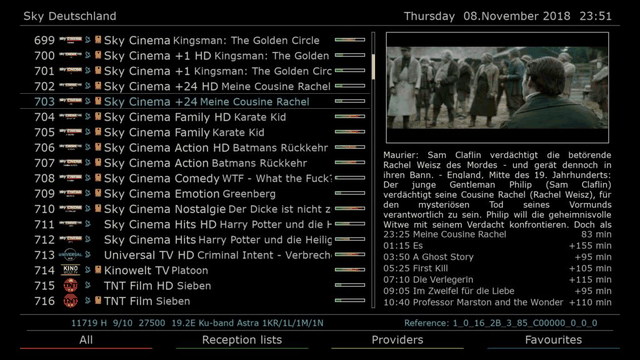 Sky Deutschland
Thursday 08.November 2018 23:51
699 Sky Cinema Kingsman: The Golden Circle
700 Sky Cinema +1 HD Kingsman: The Golden
701 Sky Cinema +1 Kingsman: The Golden Circ
702 Sky Cinema +24 HD Meine Cousine Rachel
703 Sky Cinema +24 Meine Cousine Rachel
704 Sky Cinema Family HD Karate Kid
705 Sky Cinema Family Karate Kid
706 Sky Cinema Action HD Batmans Rückkehr
707 Sky Cinema Action Batmans Rückkehr
708 Sky Cinema Comedy WTF - What the Fuck?
709 Sky Cinema Emotion Greenberg
710 Sky Cinema Nostalgie Der Dicke ist nicht z
711 Sky Cinema Hits HD Harry Potter und die H
712 Sky Cinema Hits Harry Potter und die Heilig
713 Universal TV HD Criminal Intent - Verbrech
714 KINO Kinowelt TV Platoon
715 TNT Film HD Sieben
716 TNT Film Sieben
Maurier: Sam Claflin verdächtigt die betörende
Rachel Weisz des Mordes - und gerät dennoch in
ihren Bann. - England, Mitte des 19. Jahrhunderts:
Der junge Gentleman Philip (Sam Claflin)
verdächtigt seine Cousine Rachel (Rachel Weisz), für
den mysteriösen Tod seines Vormunds
verantwortlich zu sein. Philip will die geheimnisvolle
Witwe mit seinem Verdacht konfrontieren. Doch als
23:25 Meine Cousine Rachel 83 min
01:15 Es +155 min
03:50 A Ghost Story +95 min
05:25 First Kill +105 min
07:10 Die Verlegerin +115 min
09:05 Im Zweifel für die Liebe +95 min
10:40 Professor Marston and the Wonder +110 min
11719 H 9/10 27500 19.2E Ku-band Astra 1KR/1L/1M/1N
Reference: 1_0_16_2B_3_85_C00000_0_0_0
All
Reception lists
Providers
Favourites